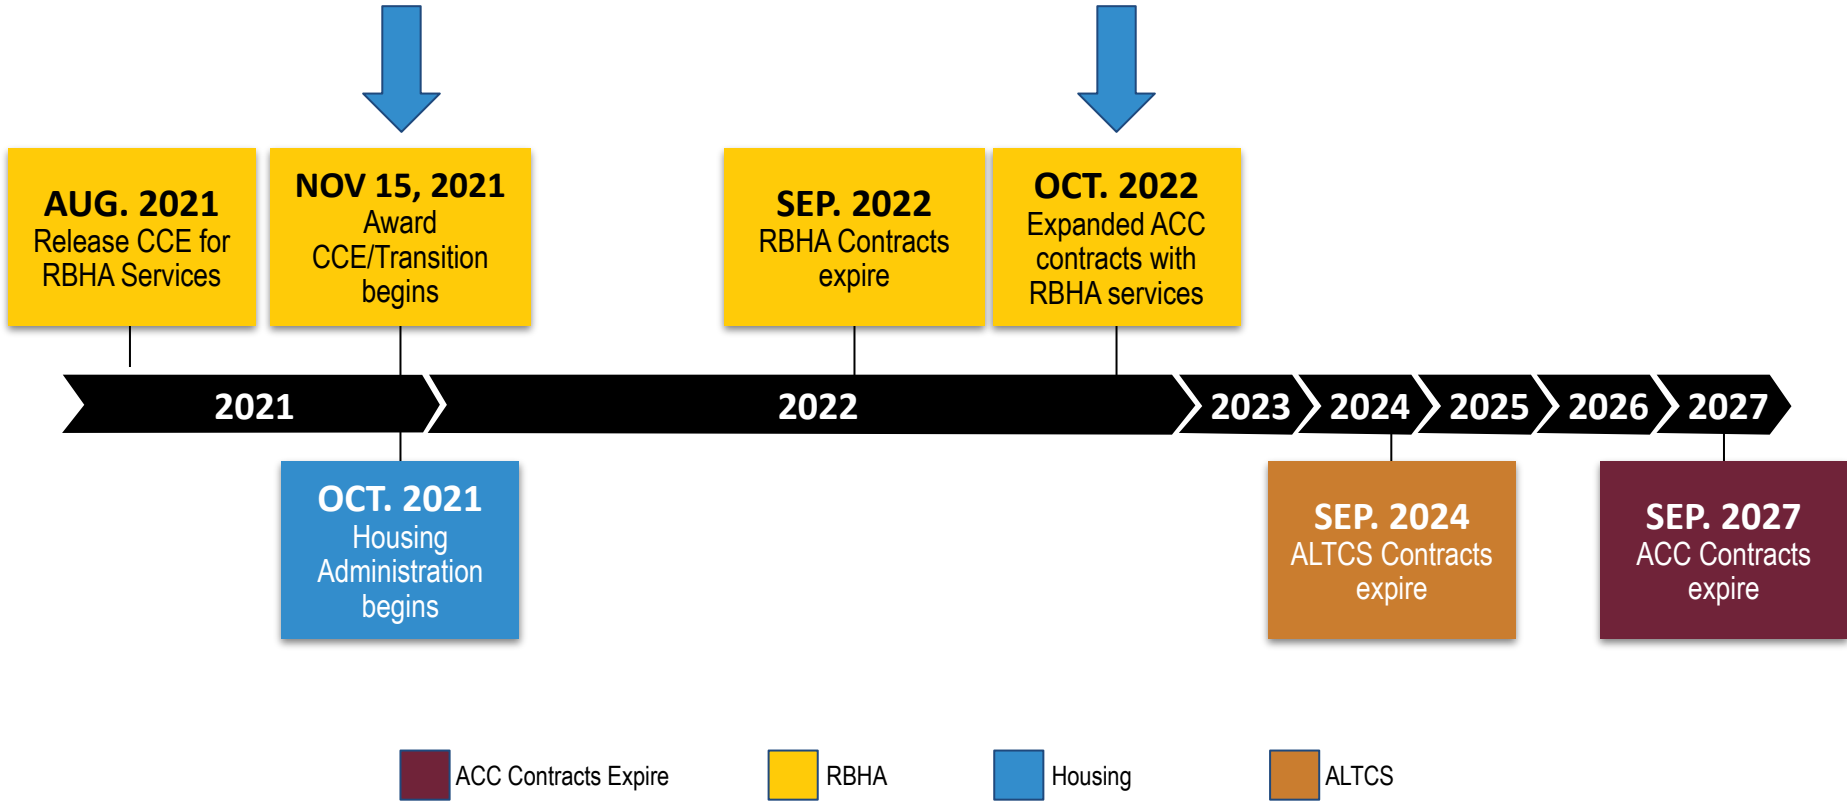 AUG. 2021
Release CCE for
RBHA Services
NOV 15, 2021
Award
CCE/Transition
begins
SEP. 2022
RBHA Contracts
expire
OCT. 2022
Expanded ACC
contracts with
RBHA services
2021
2022
2023
2024
2025
2026
2027
OCT. 2021
Housing
Administration
begins
SEP. 2024
ALTCS Contracts
expire
SEP. 2027
ACC Contracts
expire
ACC Contracts Expire
RBHA
Housing
ALTCS